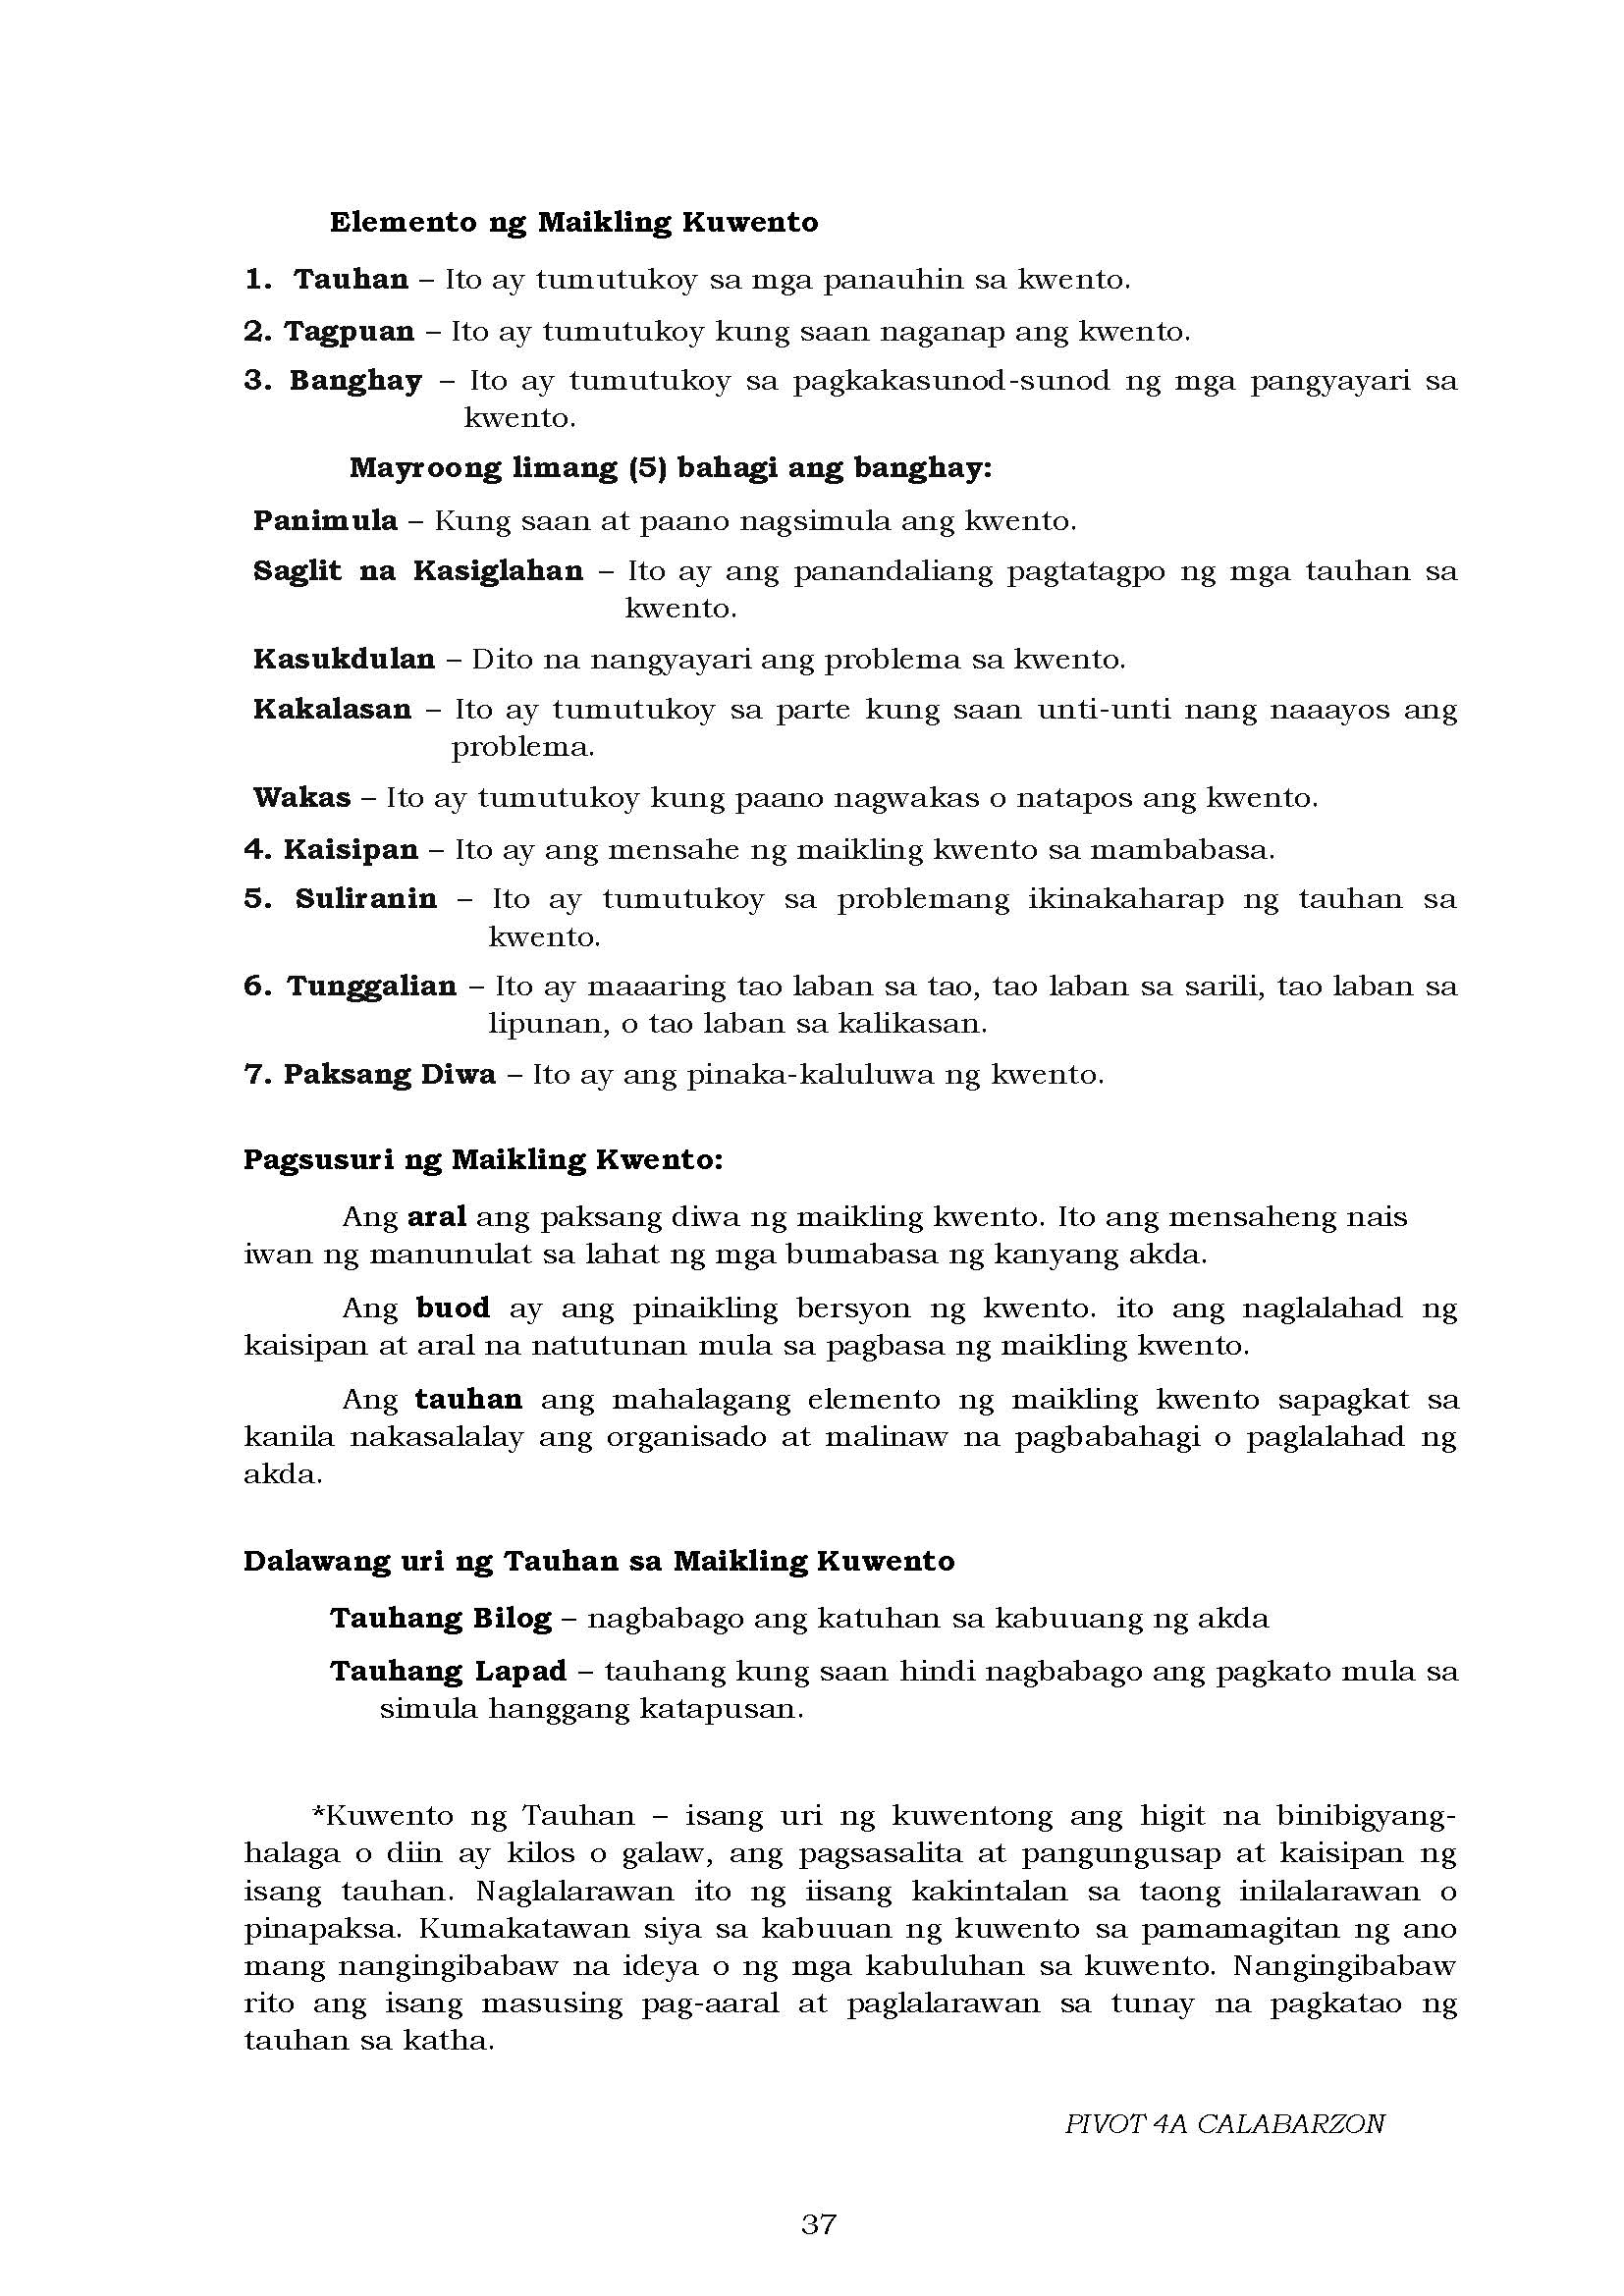 Elemento ng Maikling Kuwento
1. Tauhan – Ito ay tumutukoy sa mga panauhin sa kwento.
2. Tagpuan – Ito ay tumutukoy kung saan naganap ang kwento.
3. Banghay – Ito ay tumutukoy sa pagkakasunod-sunod ng mga pangyayari sa
kwento.
Mayroong limang (5) bahagi ang banghay:
Panimula – Kung saan at paano nagsimula ang kwento.
Saglit na Kasiglahan – Ito ay ang panandaliang pagtatagpo ng mga tauhan sa
kwento.
Kasukdulan – Dito na nangyayari ang problema sa kwento.
Kakalasan – Ito ay tumutukoy sa parte kung saan unti-unti nang naaayos ang
problema.
Wakas – Ito ay tumutukoy kung paano nagwakas o natapos ang kwento.
4. Kaisipan – Ito ay ang mensahe ng maikling kwento sa mambabasa.
5. Suliranin – Ito ay tumutukoy sa problemang ikinakaharap ng tauhan sa
kwento.
6. Tunggalian – Ito ay maaaring tao laban sa tao, tao laban sa sarili, tao laban sa
lipunan, o tao laban sa kalikasan.
7. Paksang Diwa – Ito ay ang pinaka-kaluluwa ng kwento.
Pagsusuri ng Maikling Kwento:
Ang aral ang paksang diwa ng maikling kwento. Ito ang mensaheng nais
iwan ng manunulat sa lahat ng mga bumabasa ng kanyang akda.
Ang buod ay ang pinaikling bersyon ng kwento. ito ang naglalahad ng
kaisipan at aral na natutunan mula sa pagbasa ng maikling kwento.
Ang tauhan ang mahalagang elemento ng maikling kwento sapagkat sa
kanila nakasalalay ang organisado at malinaw na pagbabahagi o paglalahad ng
akda.
Dalawang uri ng Tauhan sa Maikling Kuwento
Tauhang Bilog – nagbabago ang katuhan sa kabuuang ng akda
Tauhang Lapad – tauhang kung saan hindi nagbabago ang pagkato mula sa
simula hanggang katapusan.
*Kuwento ng Tauhan – isang uri ng kuwentong ang higit na binibigyang-
halaga o diin ay kilos o galaw, ang pagsasalita at pangungusap at kaisipan ng
isang tauhan. Naglalarawan ito ng iisang kakintalan sa taong inilalarawan o
pinapaksa. Kumakatawan siya sa kabuuan ng kuwento sa pamamagitan ng ano
mang nangingibabaw na ideya o ng mga kabuluhan sa kuwento. Nangingibabaw
rito ang isang masusing pag-aaral at paglalarawan sa tunay na pagkatao ng
tauhan sa katha.
PIVOT 4A CALABARZON
37